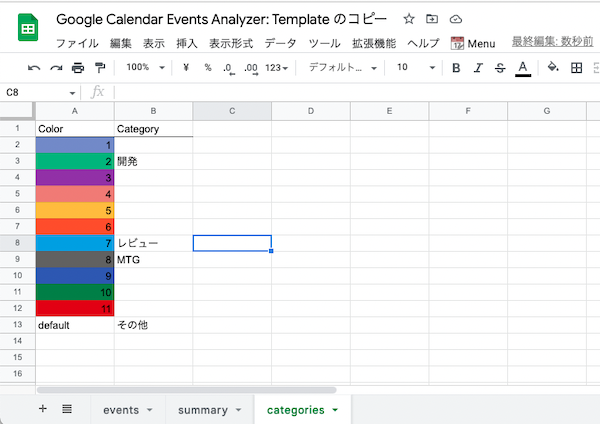 Google Calendar Events Analyzer: Template のコピー
ファイル 編集 表示 挿入 表示形式 データ ツール 拡張機能 ヘルプ Menu 最終編集: 数秒前
100% ¥ % .0 .00 123 デフォルト... 10 B I S A
C8 fx
A B C D E F G
1 Color Category
2 1
3 2 開発
4 3
5 4
6 5
7 6
8 7 レビュー
9 8 MTG
10 9
11 10
12 11
13 default その他
14
15
16
+ events summary categories